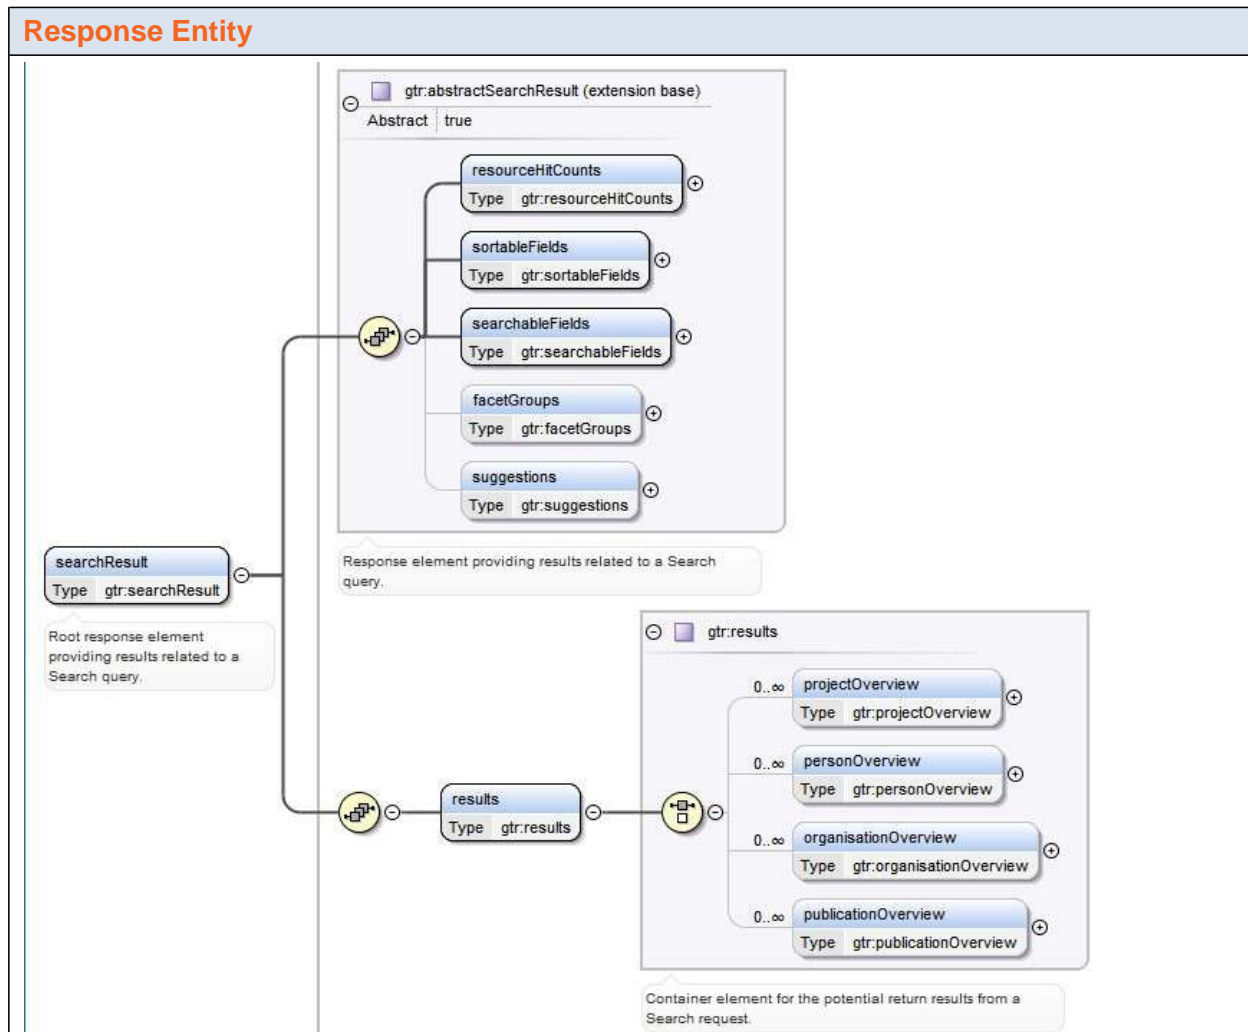 Response Entity
gtr:abstractSearchResult (extension base)
Abstract true
resourceHitCounts
Type gtr:resourceHitCounts
sortableFields
Type gtr:sortableFields
searchableFields
Type gtr:searchableFields
facetGroups
Type gtr:facetGroups
suggestions
Type gtr:suggestions
Response element providing results related to a Search
query.
searchResult
Type gtr:searchResult
Root response element
providing results related to a
Search query.
gtr:results
0..∞ projectOverview
Type gtr:projectOverview
0..∞ personOverview
Type gtr:personOverview
results
Type gtr:results
0..∞ organisationOverview
Type gtr:organisationOverview
0..∞ publicationOverview
Type gtr:publicationOverview
Container element for the potential return results from a
Search request.